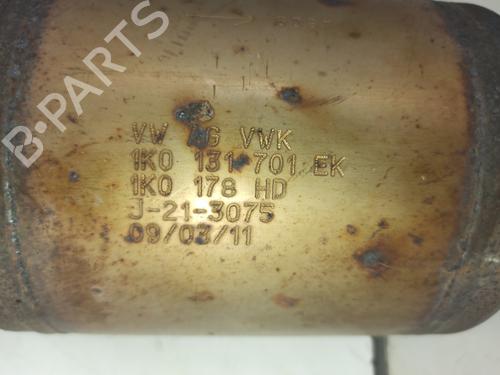 VW AG VWK
1K0 131 701 EK
1K0 178 HD
J-21-3075
09/03/11
B-PARTS